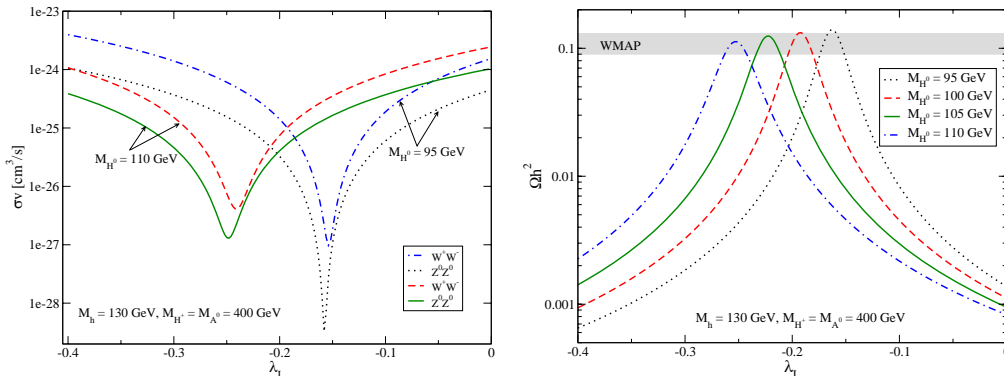 1e-23
1e-24
1e-25
1e-26
1e-27
1e-28
σv [cm³/s]
M_H⁰ = 110 GeV
M_H⁰ = 95 GeV
W⁺W⁻
Z⁰Z⁰
W⁺W⁻
Z⁰Z⁰
M_h = 130 GeV, M_H⁺ = M_A⁰ = 400 GeV
-0.4 -0.3 -0.2 -0.1 0
λ_L
0.1
0.01
0.001
Ωh²
WMAP
M_H⁰ = 95 GeV
M_H⁰ = 100 GeV
M_H⁰ = 105 GeV
M_H⁰ = 110 GeV
M_h = 130 GeV, M_H⁺ = M_A⁰ = 400 GeV
-0.4 -0.3 -0.2 -0.1 0
λ_L